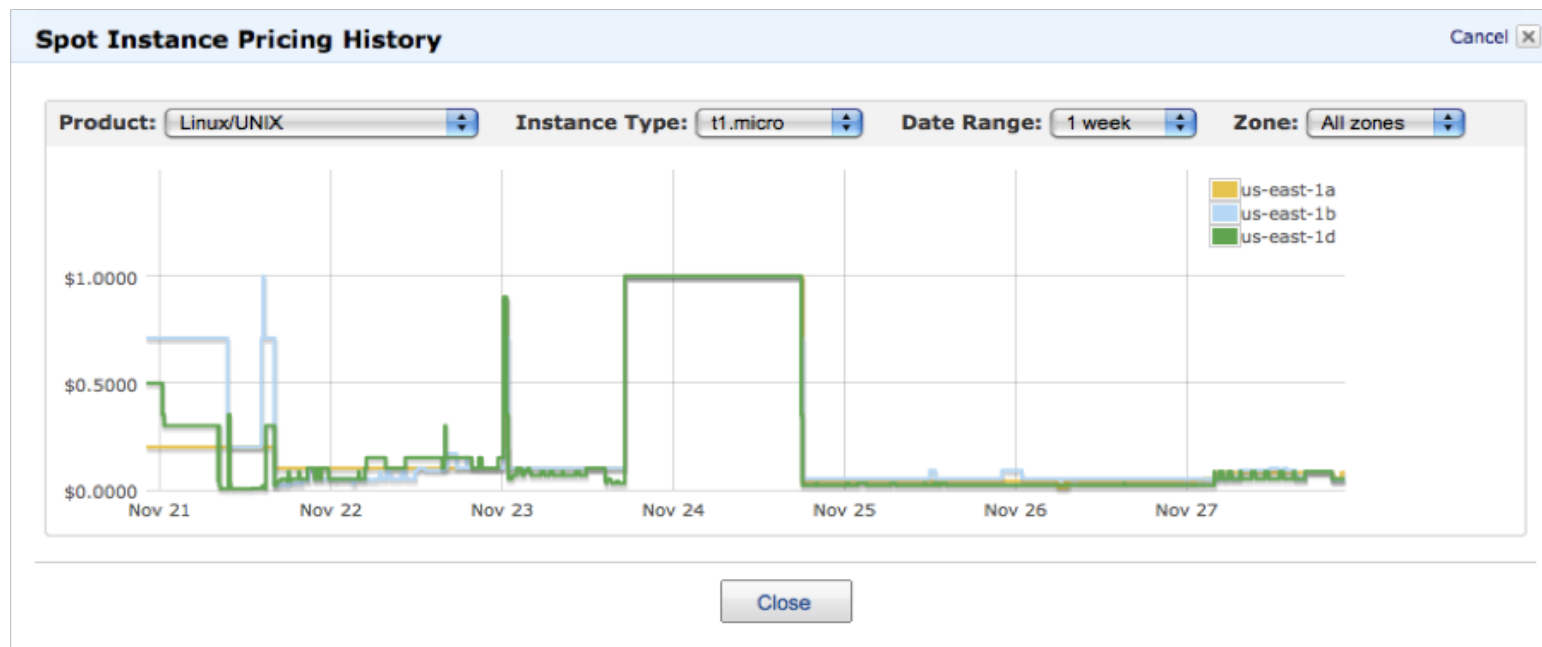 Spot Instance Pricing History
Cancel
Product: Linux/UNIX Instance Type: t1.micro Date Range: 1 week Zone: All zones
us-east-1a
us-east-1b
us-east-1d
$1.0000
$0.5000
$0.0000
Nov 21 Nov 22 Nov 23 Nov 24 Nov 25 Nov 26 Nov 27
Close